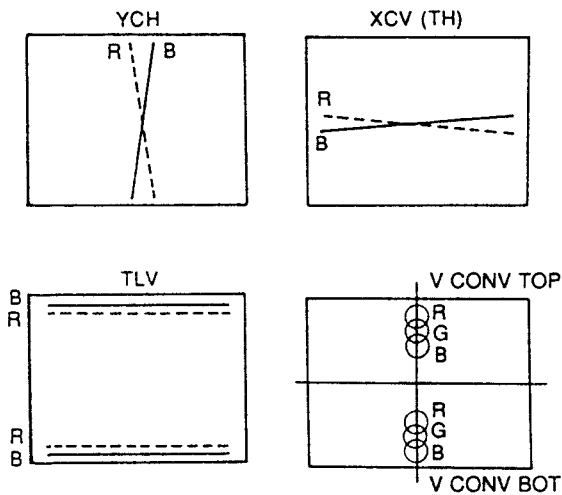 YCH
R B
XCV (TH)
R
B
TLV
B
R
R
B
V CONV TOP
R
G
B
R
G
B
V CONV BOT